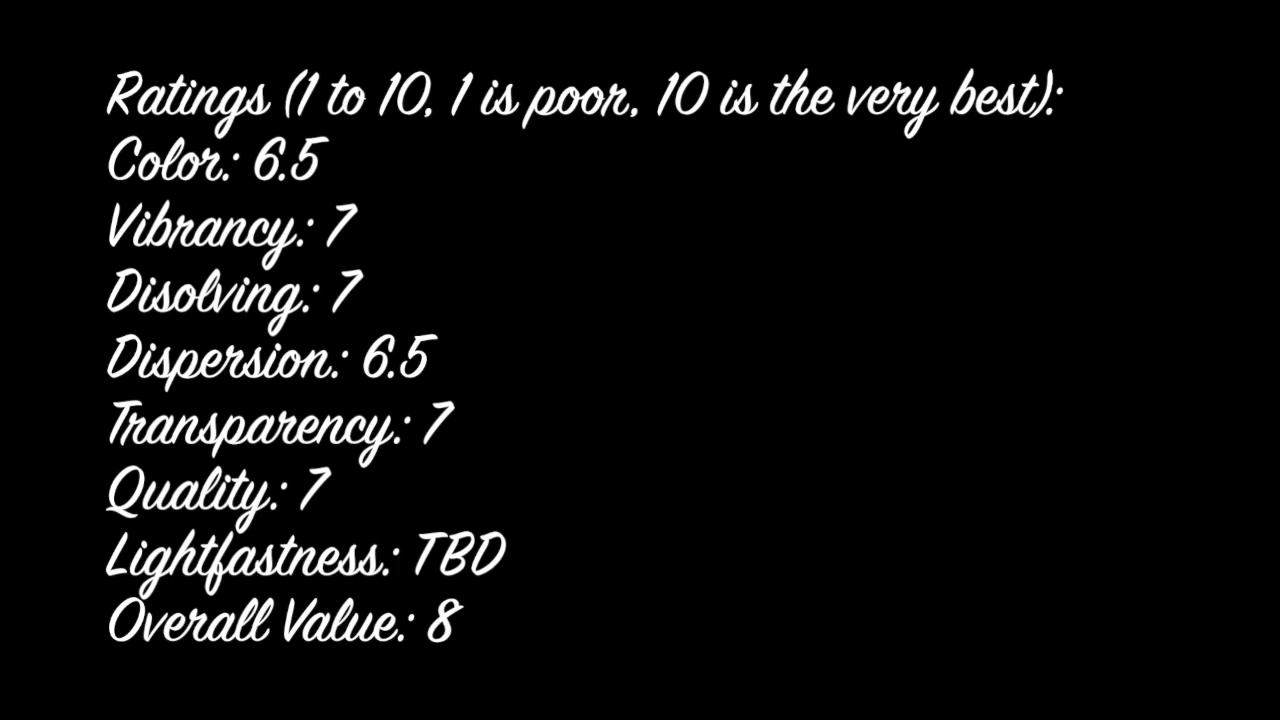 Ratings (1 to 10, 1 is poor, 10 is the very best):
Color.: 6.5
Vibrancy.: 7
Disolving.: 7
Dispersion.: 6.5
Transparency.: 7
Quality.: 7
Lightfastness.: TBD
Overall Value.: 8